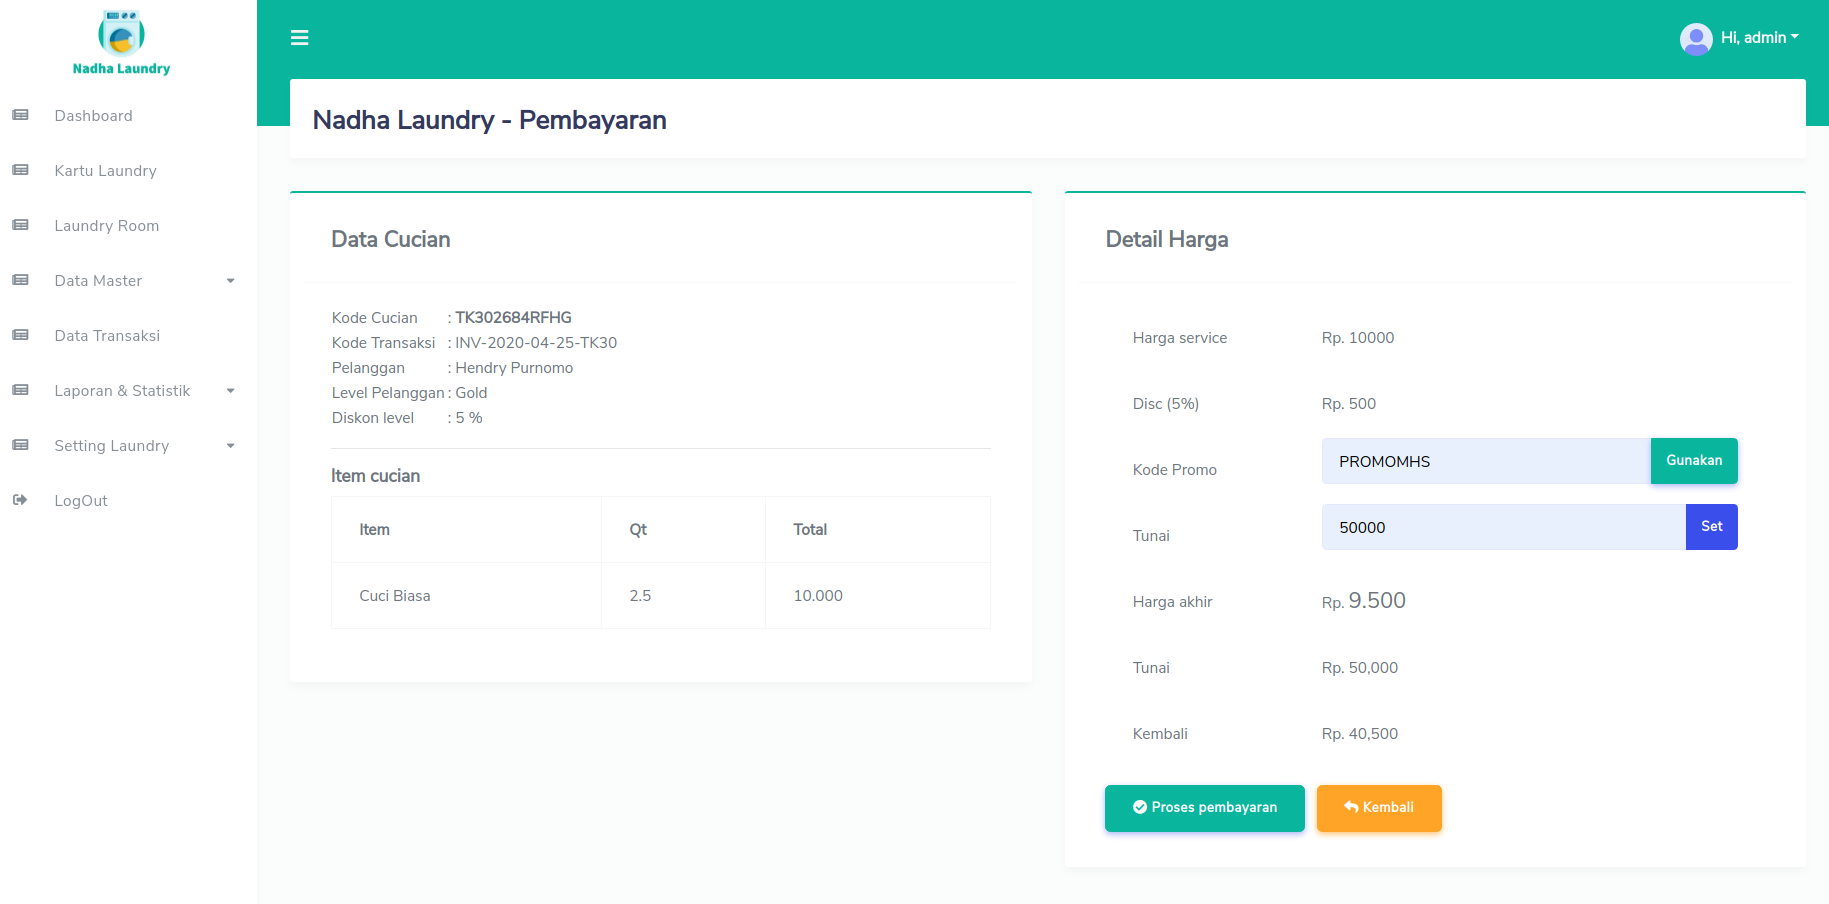 Nadha Laundry
Dashboard
Kartu Laundry
Laundry Room
Data Master
Data Transaksi
Laporan & Statistik
Setting Laundry
LogOut
Hi, admin
Nadha Laundry - Pembayaran
Data Cucian
Kode Cucian : TK302684RFHG
Kode Transaksi : INV-2020-04-25-TK30
Pelanggan : Hendry Purnomo
Level Pelanggan : Gold
Diskon level : 5 %
Item cucian
Item Qt Total
Cuci Biasa 2.5 10.000
Detail Harga
Harga service Rp. 10000
Disc (5%) Rp. 500
Kode Promo PROMOMHS Gunakan
Tunai 50000 Set
Harga akhir Rp. 9.500
Tunai Rp. 50,000
Kembali Rp. 40,500
Proses pembayaran Kembali